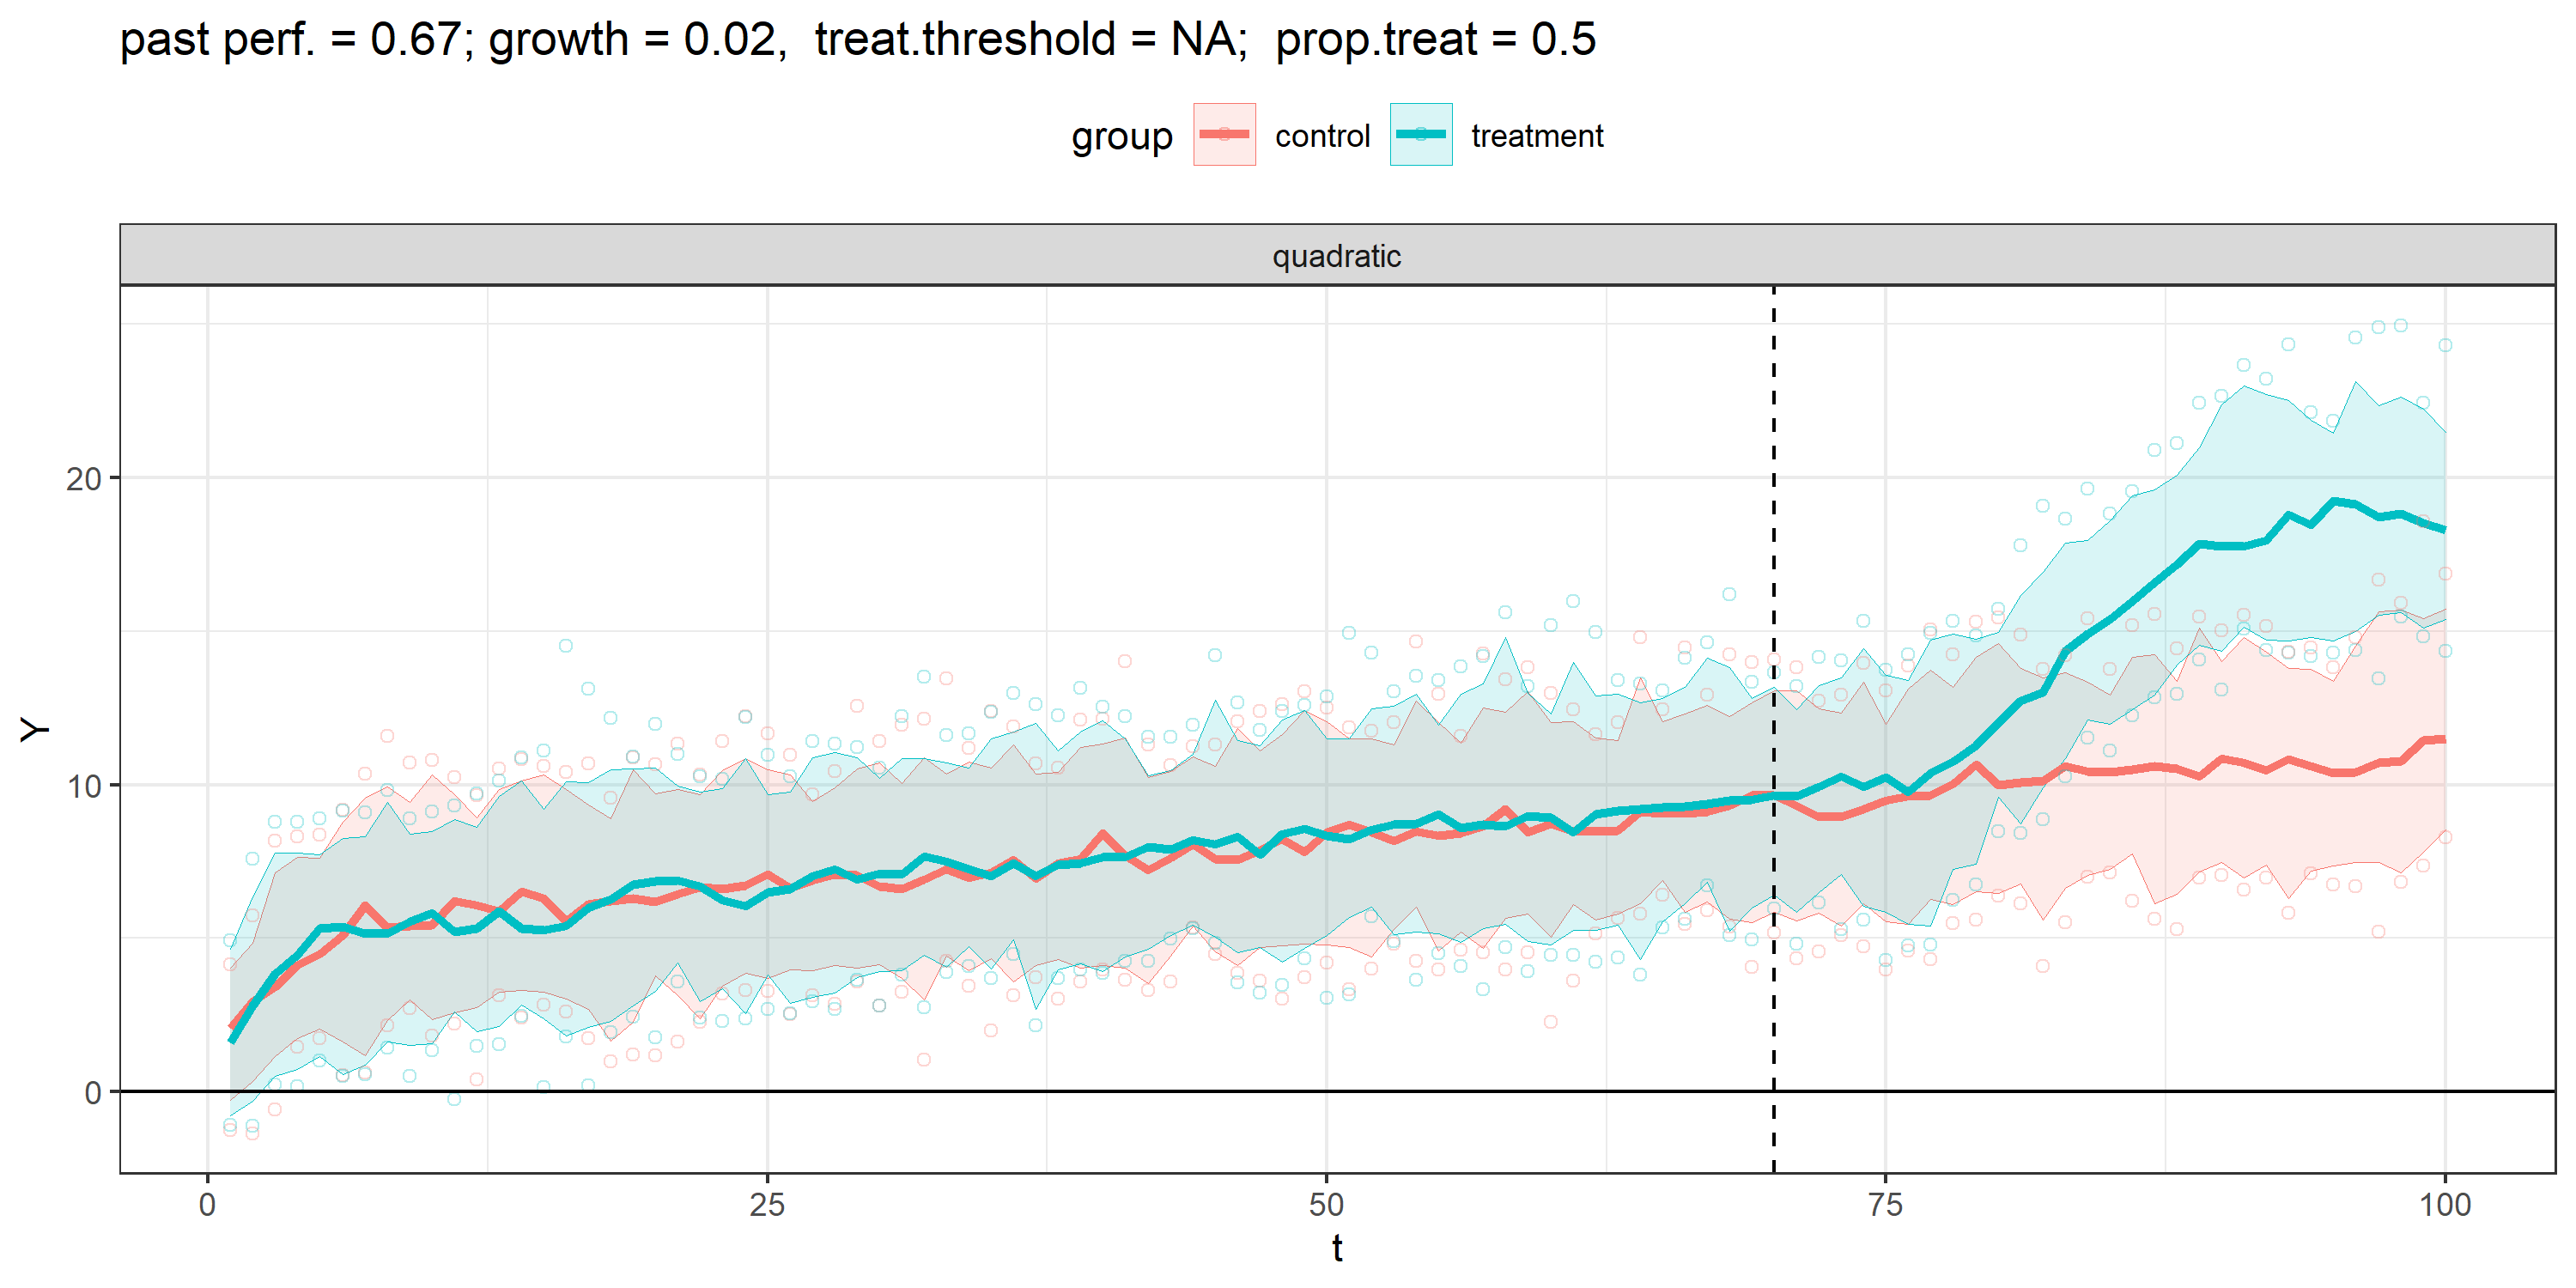 past perf. = 0.67; growth = 0.02,  treat.threshold = NA;  prop.treat = 0.5
group control treatment
quadratic
20
10
0
Y
0 25 50 75 100
t